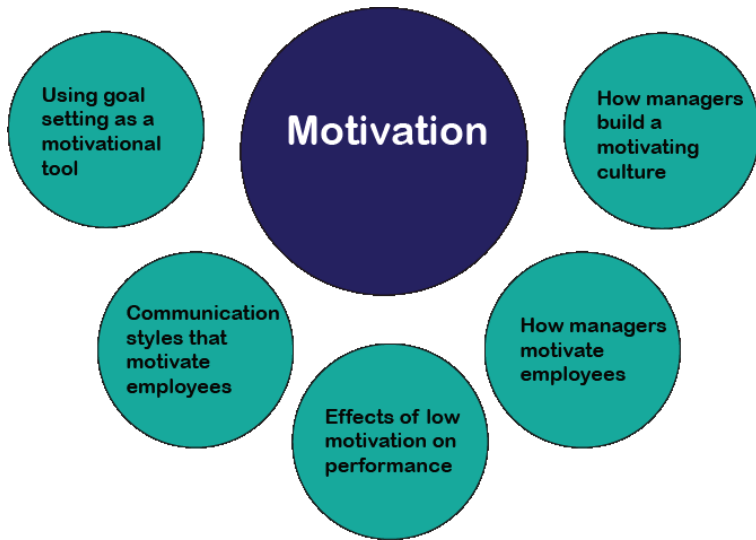 Motivation
Using goal
setting as a
motivational
tool
How managers
build a
motivating
culture
Communication
styles that
motivate
employees
How managers
motivate
employees
Effects of low
motivation on
performance